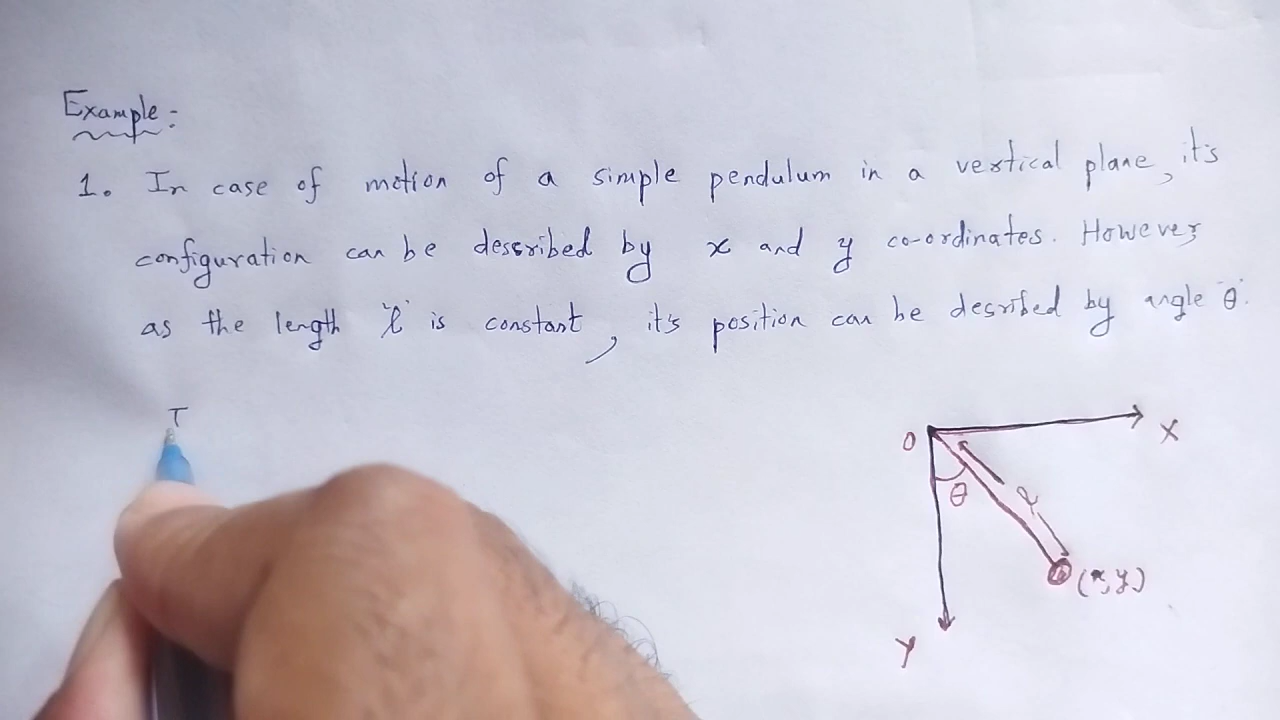 Example:
1. In case of motion of a simple pendulum in a vertical plane, it's
configuration can be described by x and y co-ordinates. However
as the length 'l' is constant, it's position can be desribed by angle 'θ'.
T
O
X
θ
l
(x,y)
Y